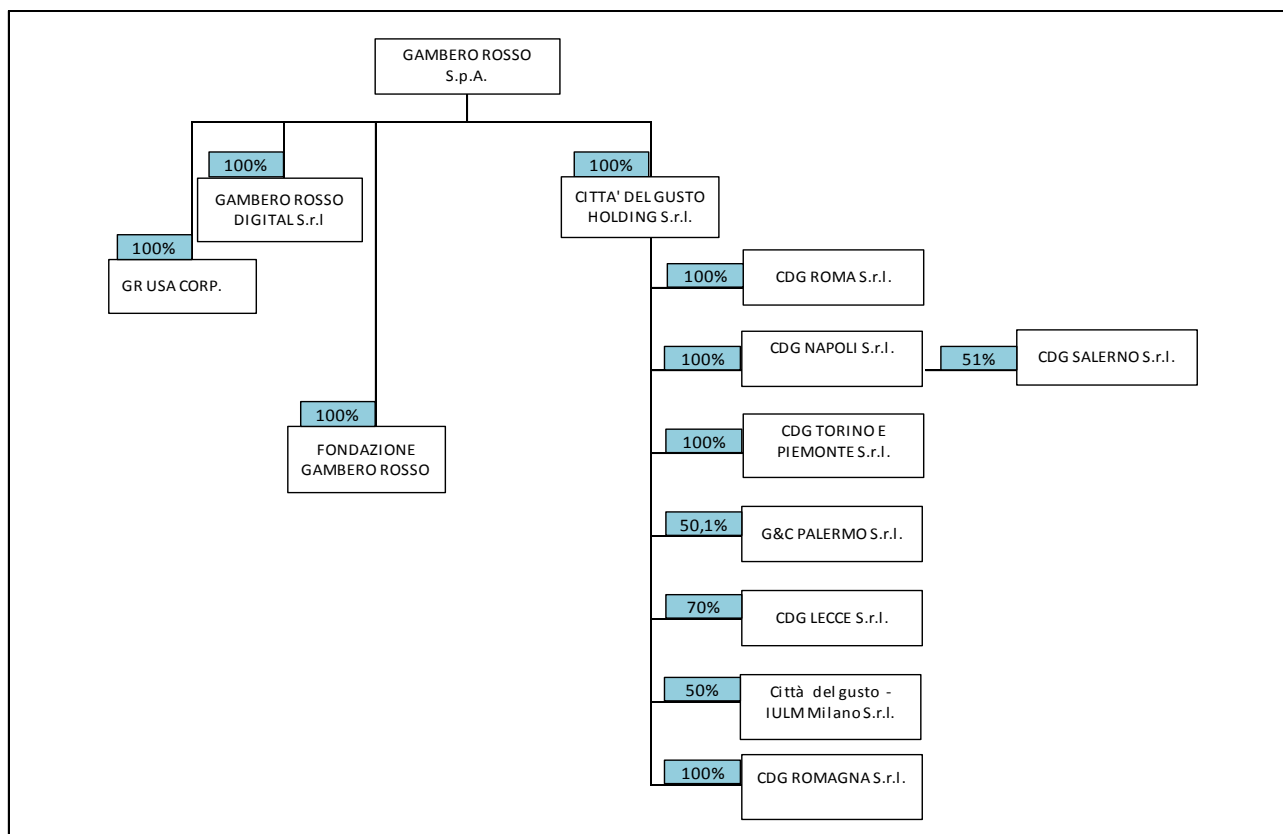 GAMBERO ROSSO
S.p.A.
100%
GAMBERO ROSSO
DIGITAL S.r.l
100%
GR USA CORP.
100%
FONDAZIONE
GAMBERO ROSSO
100%
CITTA' DEL GUSTO
HOLDING S.r.l.
100%
CDG ROMA S.r.l.
100%
CDG NAPOLI S.r.l.
51%
CDG SALERNO S.r.l.
100%
CDG TORINO E
PIEMONTE S.r.l.
50,1%
G&C PALERMO S.r.l.
70%
CDG LECCE S.r.l.
50%
Città del gusto -
IULM Milano S.r.l.
100%
CDG ROMAGNA S.r.l.